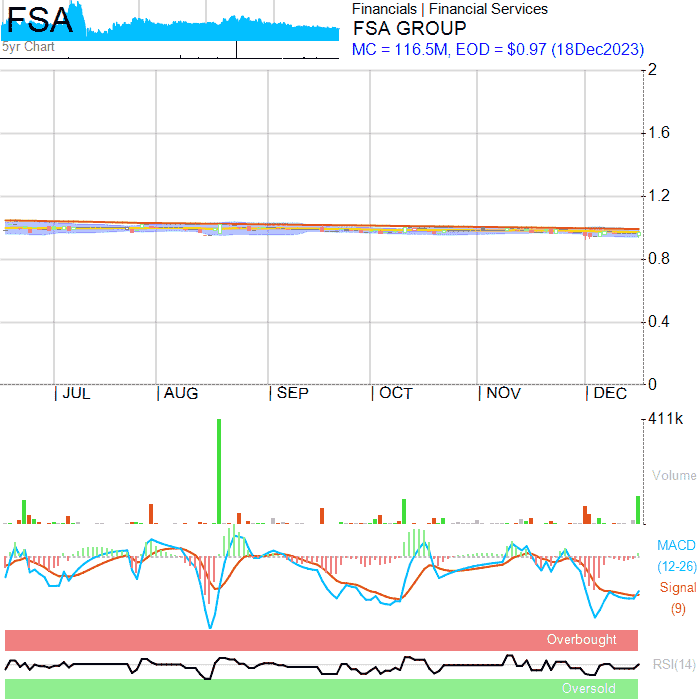 FSA
5yr Chart
Financials | Financial Services
FSA GROUP
MC = 116.5M, EOD = $0.97 (18Dec2023)
2
1.6
1.2
0.8
0.4
0
| JUL | AUG | SEP | OCT | NOV | DEC
411k
Volume
MACD
(12-26)
Signal
(9)
Overbought
RSI(14)
Oversold